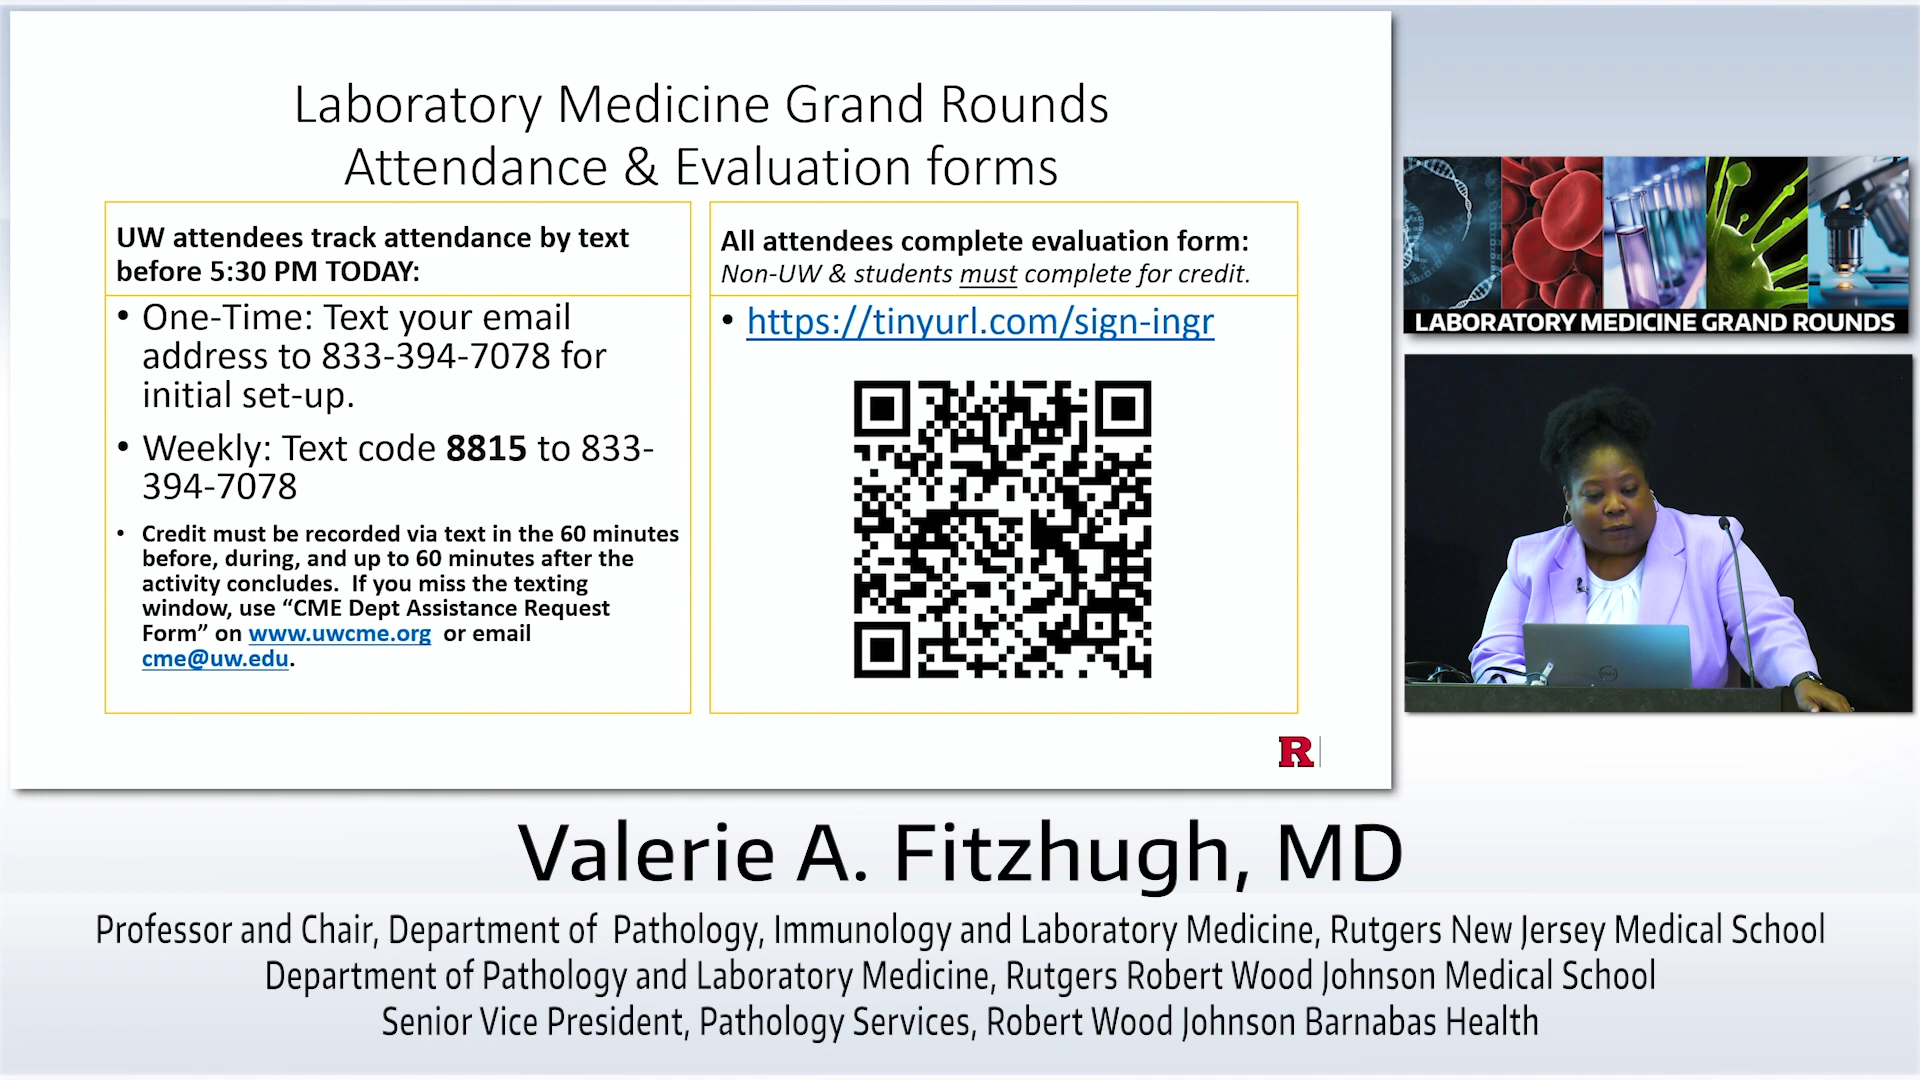 Laboratory Medicine Grand Rounds
Attendance & Evaluation forms
UW attendees track attendance by text
before 5:30 PM TODAY:
• One-Time: Text your email
address to 833-394-7078 for
initial set-up.
• Weekly: Text code 8815 to 833-
394-7078
• Credit must be recorded via text in the 60 minutes
before, during, and up to 60 minutes after the
activity concludes. If you miss the texting
window, use “CME Dept Assistance Request
Form” on www.uwcme.org or email
cme@uw.edu.
All attendees complete evaluation form:
Non-UW & students must complete for credit.
• https://tinyurl.com/sign-ingr
R
LABORATORY MEDICINE GRAND ROUNDS
Valerie A. Fitzhugh, MD
Professor and Chair, Department of Pathology, Immunology and Laboratory Medicine, Rutgers New Jersey Medical School
Department of Pathology and Laboratory Medicine, Rutgers Robert Wood Johnson Medical School
Senior Vice President, Pathology Services, Robert Wood Johnson Barnabas Health